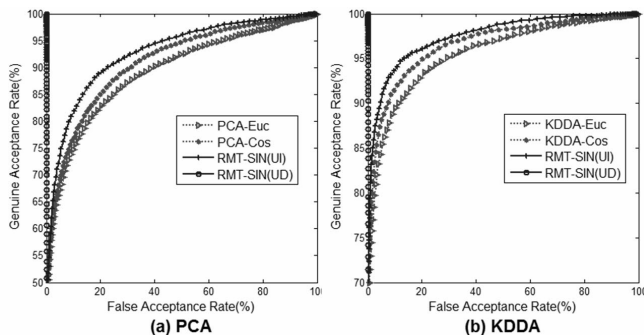 Genuine Acceptance Rate(%)
100
95
90
85
80
75
70
65
60
55
50
0
20
40
60
80
100
PCA-Euc
PCA-Cos
RMT-SIN(UI)
RMT-SIN(UD)
False Acceptance Rate(%)
(a) PCA
Genuine Acceptance Rate(%)
100
95
90
85
80
75
70
0
20
40
60
80
100
KDDA-Euc
KDDA-Cos
RMT-SIN(UI)
RMT-SIN(UD)
False Acceptance Rate(%)
(b) KDDA